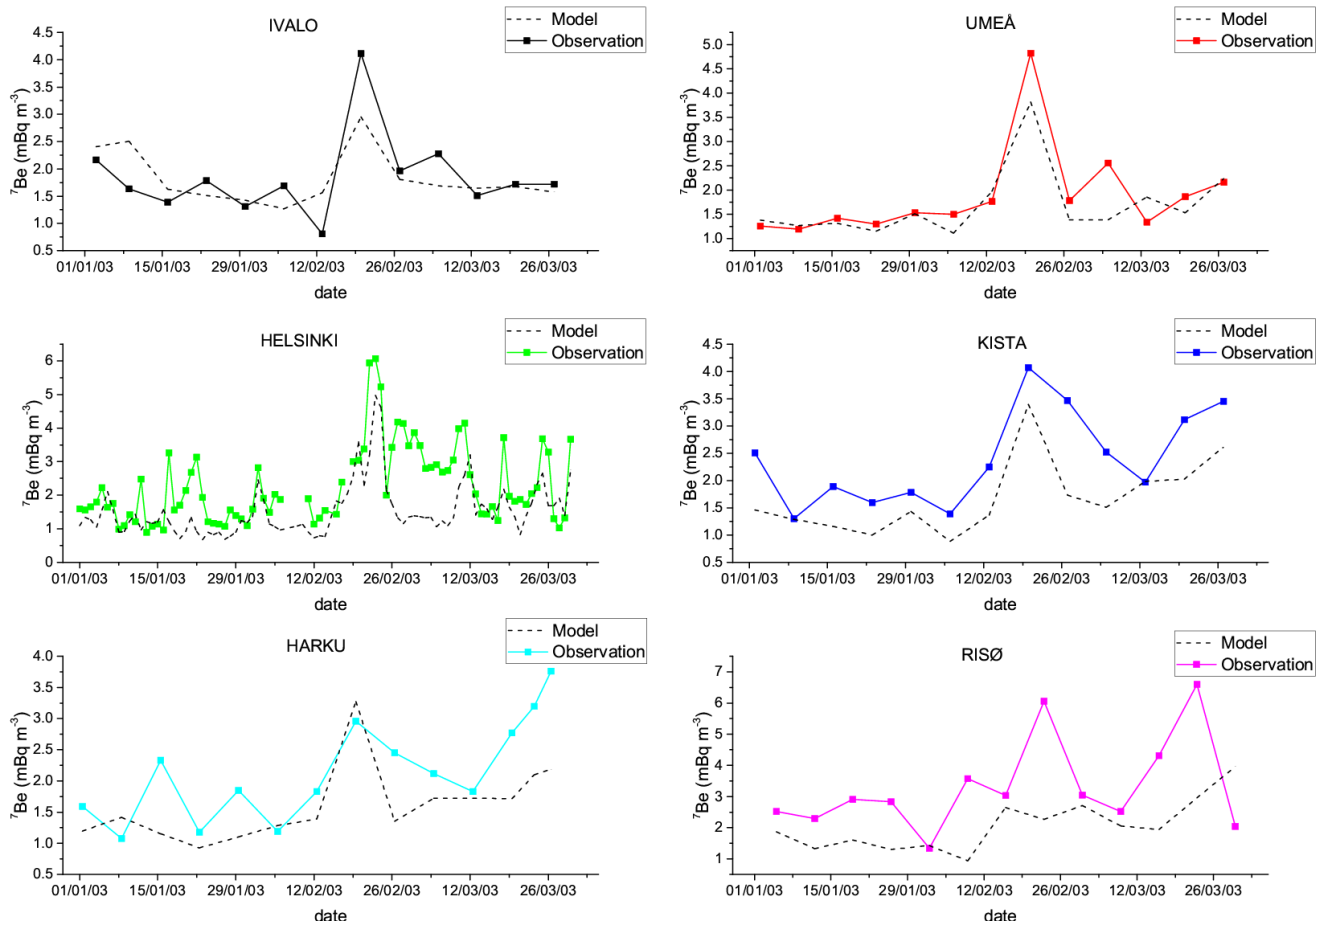 IVALO
Model
Observation
⁷Be (mBq m⁻³)
4.5
4.0
3.5
3.0
2.5
2.0
1.5
1.0
0.5
01/01/03 15/01/03 29/01/03 12/02/03 26/02/03 12/03/03 26/03/03
date
UMEÅ
Model
Observation
⁷Be (mBq m⁻³)
5.0
4.5
4.0
3.5
3.0
2.5
2.0
1.5
1.0
01/01/03 15/01/03 29/01/03 12/02/03 26/02/03 12/03/03 26/03/03
date
HELSINKI
Model
Observation
⁷Be (mBq m⁻³)
6
5
4
3
2
1
0
01/01/03 15/01/03 29/01/03 12/02/03 26/02/03 12/03/03 26/03/03
date
KISTA
Model
Observation
⁷Be (mBq m⁻³)
4.5
4.0
3.5
3.0
2.5
2.0
1.5
1.0
0.5
01/01/03 15/01/03 29/01/03 12/02/03 26/02/03 12/03/03 26/03/03
date
HARKU
Model
Observation
⁷Be (mBq m⁻³)
4.0
3.5
3.0
2.5
2.0
1.5
1.0
0.5
01/01/03 15/01/03 29/01/03 12/02/03 26/02/03 12/03/03 26/03/03
date
RISØ
Model
Observation
⁷Be (mBq m⁻³)
7
6
5
4
3
2
1
01/01/03 15/01/03 29/01/03 12/02/03 26/02/03 12/03/03 26/03/03
date